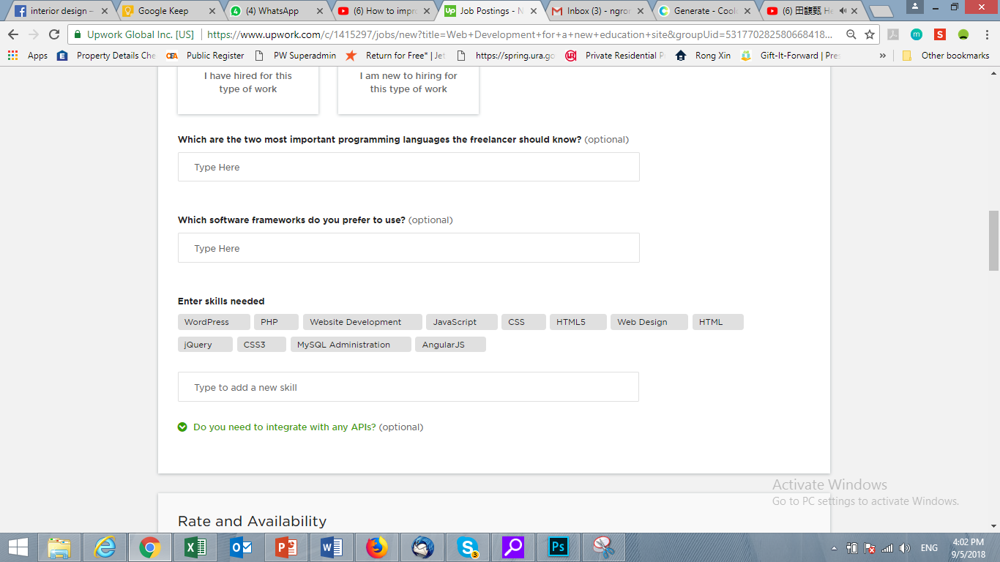 interior design –
Google Keep
(4) WhatsApp
(6) How to impro
Job Postings - N
Inbox (3) - ngron
Generate - Cool
(6) 田馥甄 He
Upwork Global Inc. [US]
https://www.upwork.com/c/1415297/jobs/new?title=Web+Development+for+a+new+education+site&groupUid=531770282580668418...
Apps
Property Details Che
Public Register
PW Superadmin
Return for Free* | Jet
https://spring.ura.go
Private Residential P
Rong Xin
Gift-It-Forward | Pre
»
Other bookmarks
I have hired for this
type of work
I am new to hiring for
this type of work
Which are the two most important programming languages the freelancer should know? (optional)
Type Here
Which software frameworks do you prefer to use? (optional)
Type Here
Enter skills needed
WordPress PHP Website Development JavaScript CSS HTML5 Web Design HTML
jQuery CSS3 MySQL Administration AngularJS
Type to add a new skill
Do you need to integrate with any APIs? (optional)
Activate Windows
Go to PC settings to activate Windows.
Rate and Availability
ENG
4:02 PM
9/5/2018